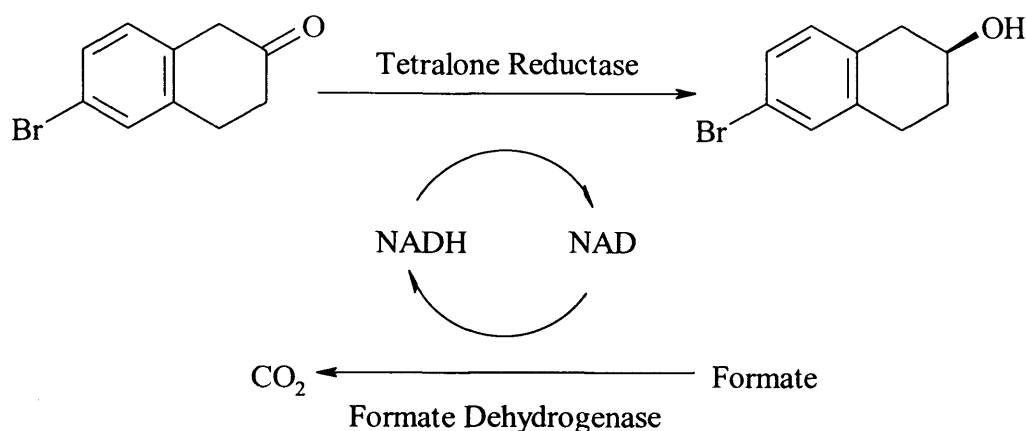 O
OH
Tetralone Reductase
Br
Br
NADH NAD
CO2 Formate
Formate Dehydrogenase